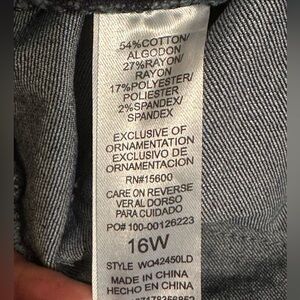 54%COTTON/
ALGODON
27%RAYON/
RAYON
17%POLYESTER/
POLIESTER
2%SPANDEX/
SPANDEX
EXCLUSIVE OF
ORNAMENTATION
EXCLUSIVO DE
ORNAMENTACION
RN#15600
CARE ON REVERSE
VER AL DORSO
PARA CUIDADO
PO# 100-00126223
16W
STYLE WQ42450LD
MADE IN CHINA
HECHO EN CHINA